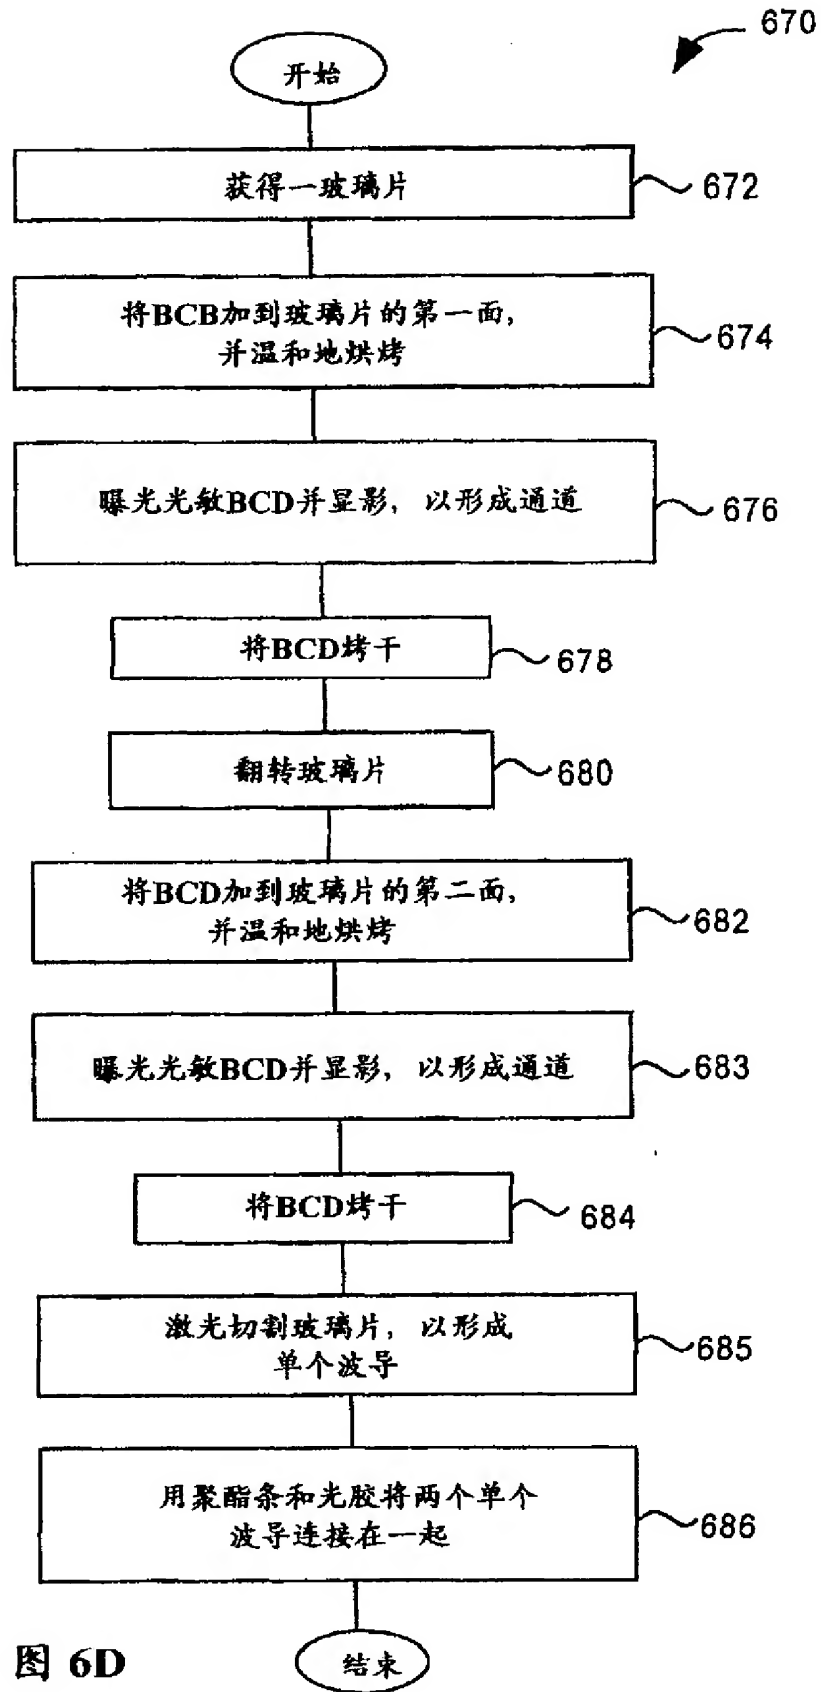 670
开始
获得一玻璃片
672
将BCB加到玻璃片的第一面，
并温和地烘烤
674
曝光光敏BCD并显影，以形成通道
676
将BCD烤干
678
翻转玻璃片
680
将BCD加到玻璃片的第二面，
并温和地烘烤
682
曝光光敏BCD并显影，以形成通道
683
将BCD烤干
684
激光切割玻璃片，以形成
单个波导
685
用聚酯条和光胶将两个单个
波导连接在一起
686
结束
图 6D